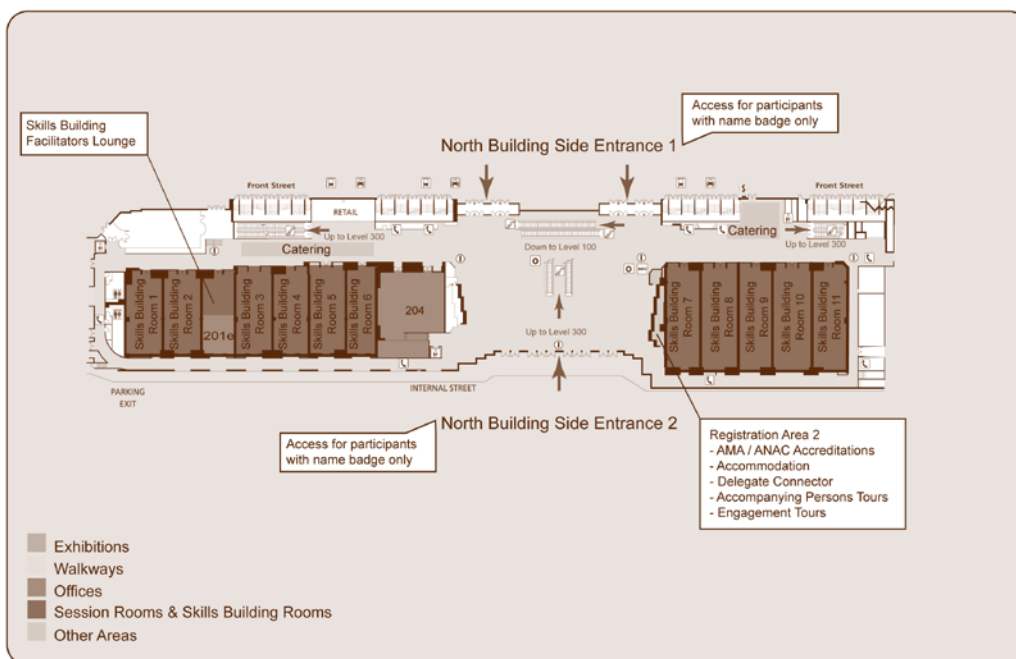 Access for participants
with name badge only
Skills Building
Facilitators Lounge
North Building Side Entrance 1
Front Street
Front Street
RETAIL
Up to Level 300
Catering
Down to Level 100
Catering
Up to Level 300
Skills Building
Room 1
Skills Building
Room 2
201e
Skills Building
Room 3
Skills Building
Room 4
Skills Building
Room 5
Skills Building
Room 6
204
Up to Level 300
Skills Building
Room 7
Skills Building
Room 8
Skills Building
Room 9
Skills Building
Room 10
Skills Building
Room 11
PARKING
EXIT
INTERNAL STREET
North Building Side Entrance 2
Access for participants
with name badge only
Registration Area 2
- AMA / ANAC Accreditations
- Accommodation
- Delegate Connector
- Accompanying Persons Tours
- Engagement Tours
Exhibitions
Walkways
Offices
Session Rooms & Skills Building Rooms
Other Areas